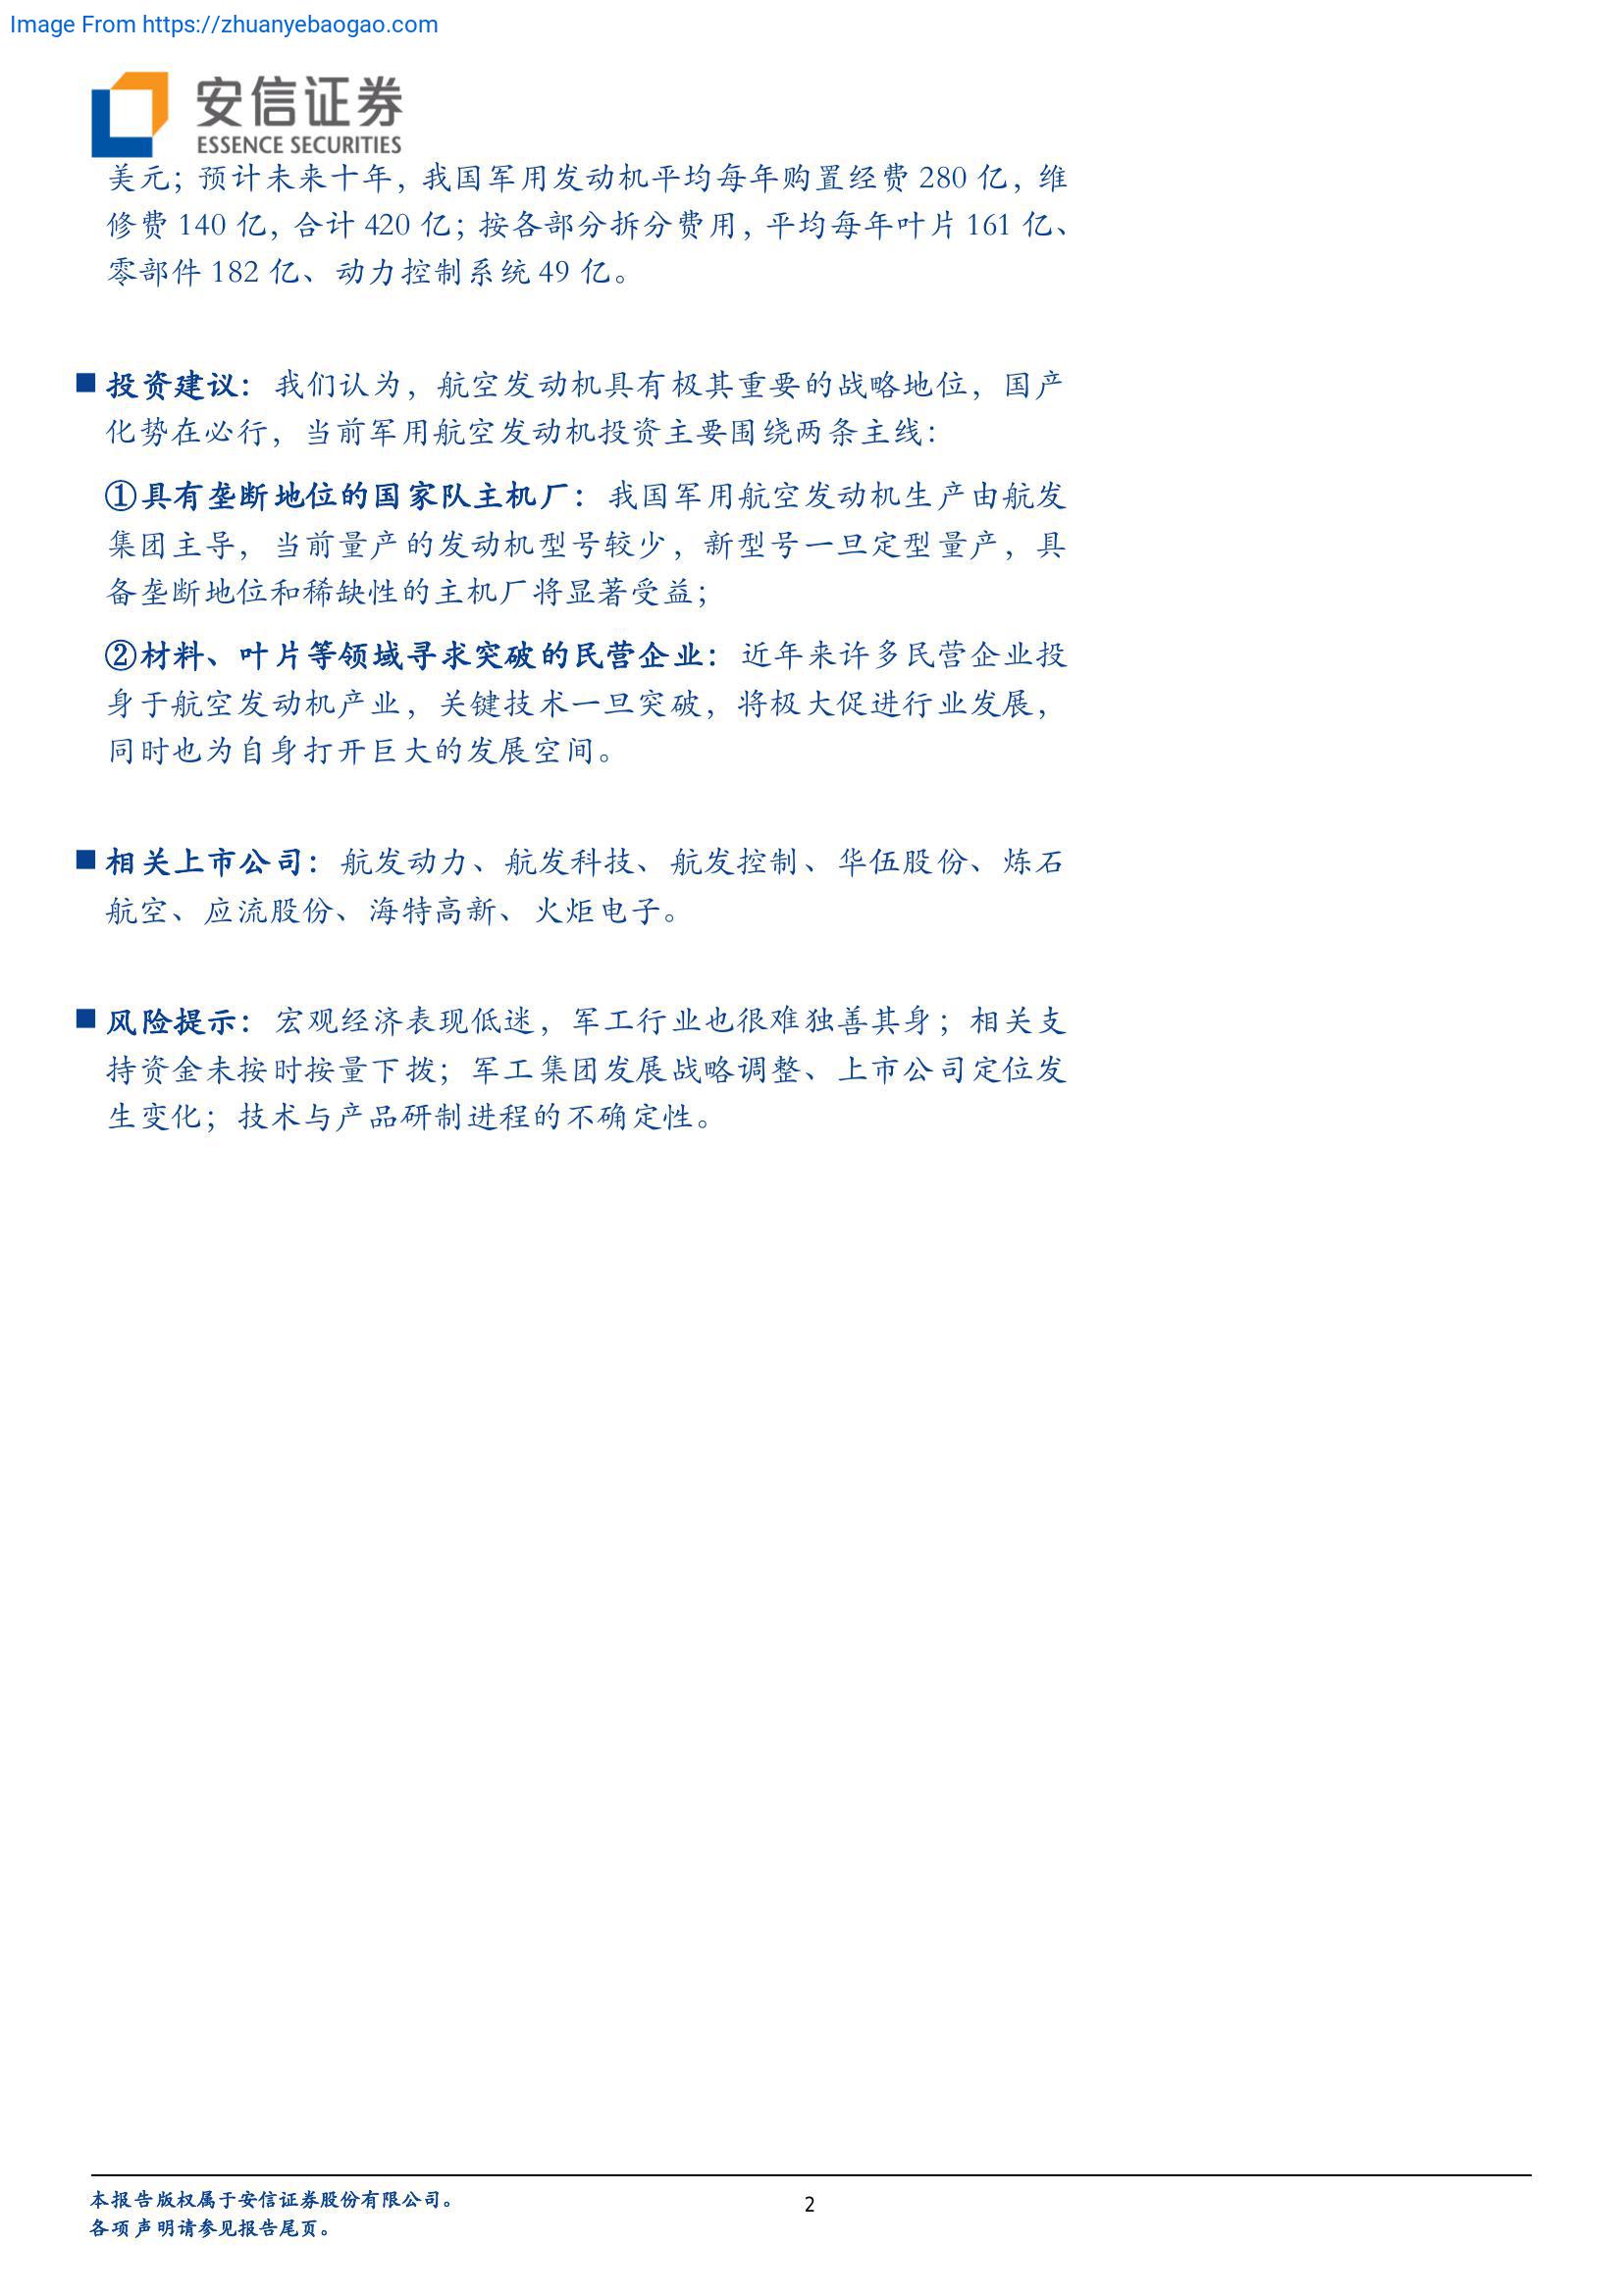 Image From https://zhuanyebaogao.com
安信证券
ESSENCE SECURITIES
美元；预计未来十年，我国军用发动机平均每年购置经费 280 亿，维
修费 140 亿，合计 420 亿；按各部分拆分费用，平均每年叶片 161 亿、
零部件 182 亿、动力控制系统 49 亿。
■ 投资建议：我们认为，航空发动机具有极其重要的战略地位，国产
化势在必行，当前军用航空发动机投资主要围绕两条主线：
①具有垄断地位的国家队主机厂：我国军用航空发动机生产由航发
集团主导，当前量产的发动机型号较少，新型号一旦定型量产，具
备垄断地位和稀缺性的主机厂将显著受益；
②材料、叶片等领域寻求突破的民营企业：近年来许多民营企业投
身于航空发动机产业，关键技术一旦突破，将极大促进行业发展，
同时也为自身打开巨大的发展空间。
■ 相关上市公司：航发动力、航发科技、航发控制、华伍股份、炼石
航空、应流股份、海特高新、火炬电子。
■ 风险提示：宏观经济表现低迷，军工行业也很难独善其身；相关支
持资金未按时按量下拨；军工集团发展战略调整、上市公司定位发
生变化；技术与产品研制进程的不确定性。
本报告版权属于安信证券股份有限公司。
各项声明请参见报告尾页。
2